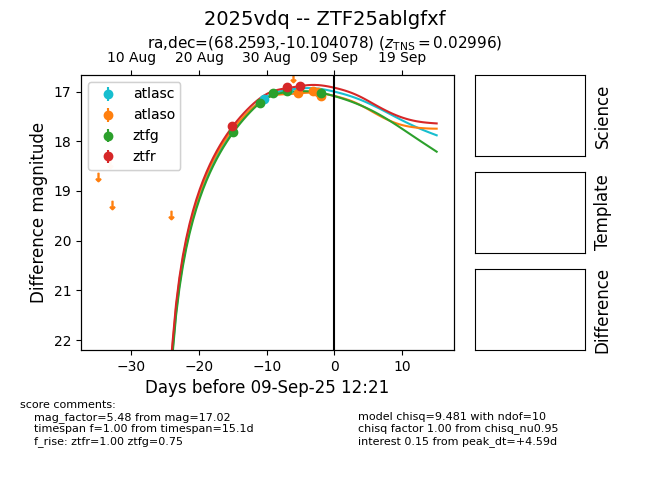 2025vdq -- ZTF25ablgfxf
ra,dec=(68.2593,-10.104078) (zTNS = 0.02996)
10 Aug 20 Aug 30 Aug 09 Sep 19 Sep
atlasc
atlaso
ztfg
ztfr
17
18
19
20
21
22
Difference magnitude
−30 −20 −10 0 10
Days before 09-Sep-25 12:21
Science
Template
Difference
score comments:
mag_factor=5.48 from mag=17.02
timespan f=1.00 from timespan=15.1d
f_rise: ztfr=1.00 ztfg=0.75
model chisq=9.481 with ndof=10
chisq factor 1.00 from chisq_nu0.95
interest 0.15 from peak_dt=+4.59d